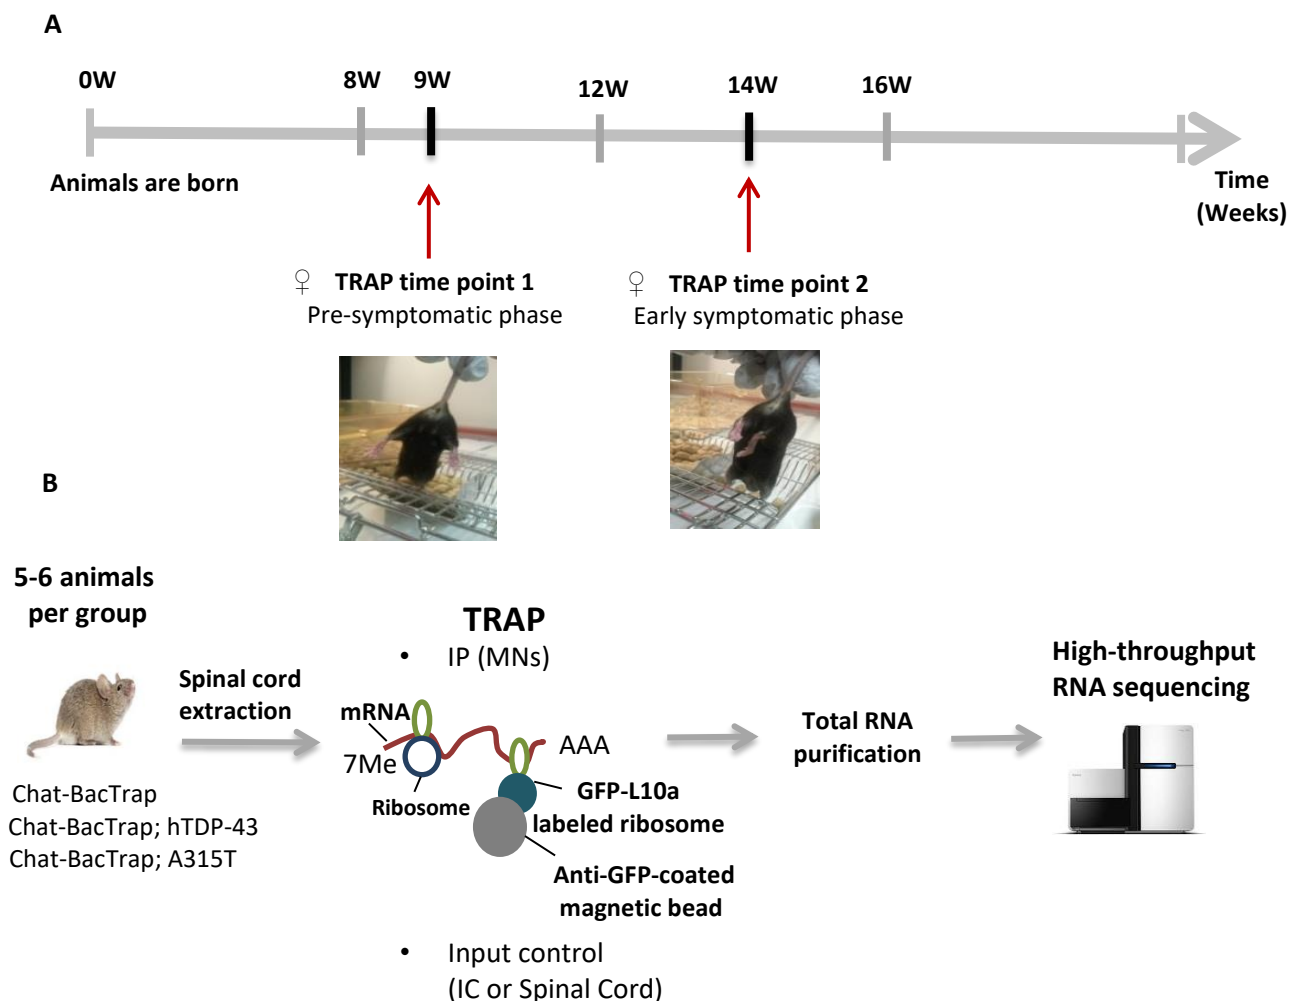 A
0W
8W
9W
12W
14W
16W
Animals are born
Time
(Weeks)
♀ TRAP time point 1
Pre-symptomatic phase
♀ TRAP time point 2
Early symptomatic phase
B
5-6 animals
per group
Spinal cord
extraction
Chat-BacTrap
Chat-BacTrap; hTDP-43
Chat-BacTrap; A315T
TRAP
• IP (MNs)
mRNA
7Me
AAA
Ribosome
GFP-L10a
labeled ribosome
Anti-GFP-coated
magnetic bead
• Input control
(IC or Spinal Cord)
Total RNA
purification
High-throughput
RNA sequencing